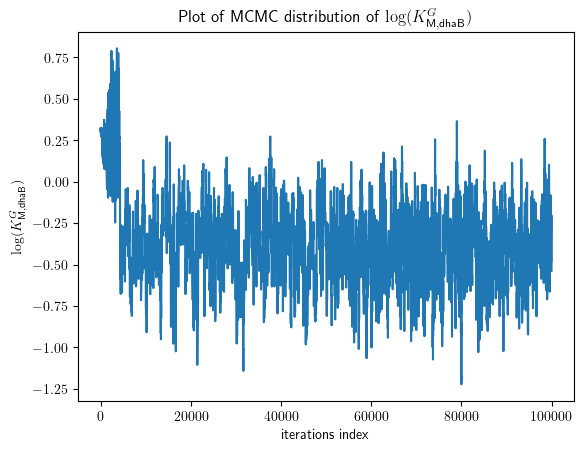 Plot of MCMC distribution of log(K^G_M,dhaB)
log(K^G_M,dhaB)
0.75
0.50
0.25
0.00
−0.25
−0.50
−0.75
−1.00
−1.25
0 20000 40000 60000 80000 100000
iterations index